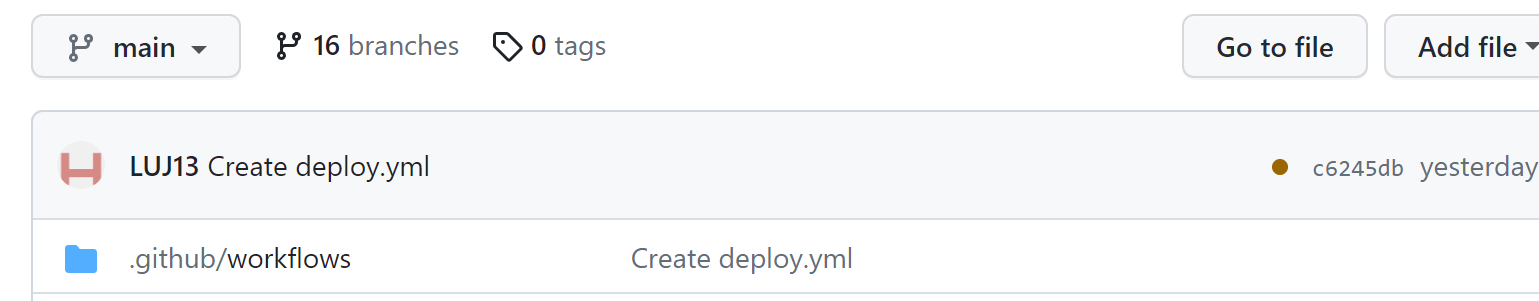 main 16 branches 0 tags Go to file Add file
LUJ13 Create deploy.yml c6245db yesterday
.github/workflows Create deploy.yml